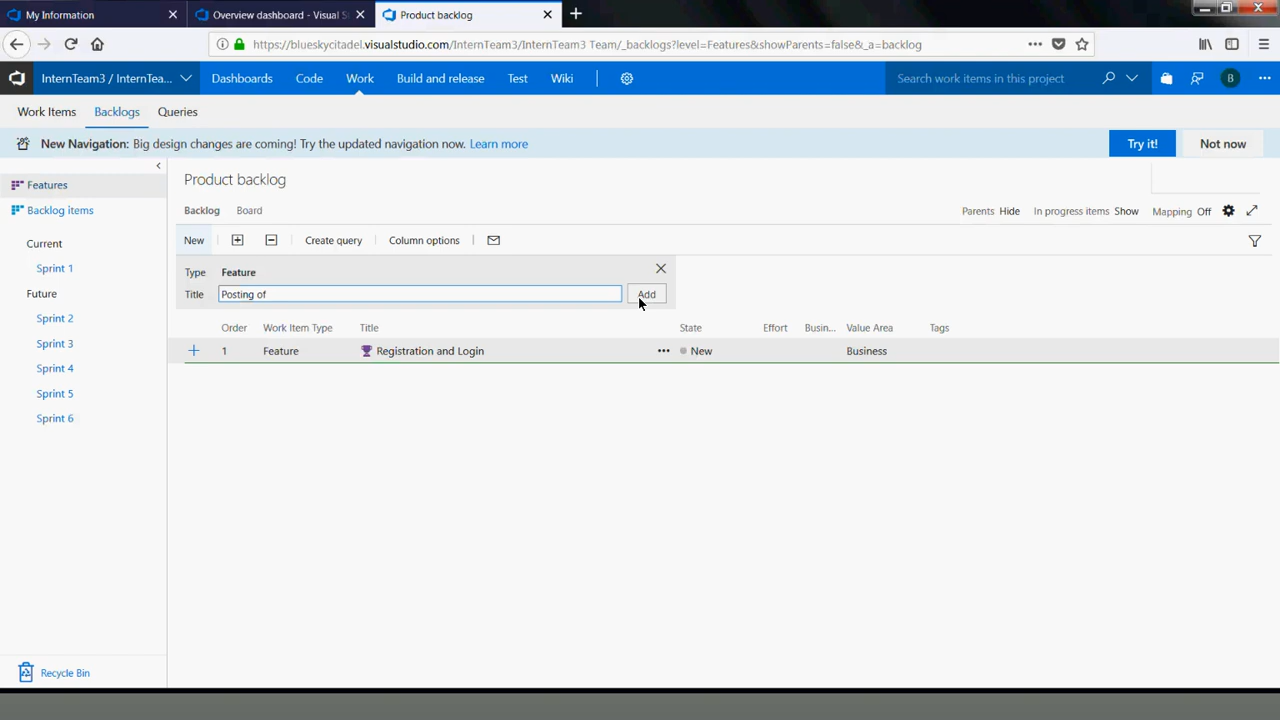 My Information
Overview dashboard - Visual S
Product backlog
https://blueskycitadel.visualstudio.com/InternTeam3/InternTeam3 Team/_backlogs?level=Features&showParents=false&_a=backlog
InternTeam3 / InternTea...
Dashboards
Code
Work
Build and release
Test
Wiki
Search work items in this project
B
Work Items
Backlogs
Queries
New Navigation: Big design changes are coming! Try the updated navigation now. Learn more
Try it!
Not now
Features
Backlog items
Current
Sprint 1
Future
Sprint 2
Sprint 3
Sprint 4
Sprint 5
Sprint 6
Recycle Bin
Product backlog
Backlog
Board
Parents Hide
In progress items Show
Mapping Off
New
Create query
Column options
Type Feature
Title Posting of
Add
Order Work Item Type Title State Effort Busin... Value Area Tags
1 Feature Registration and Login ... New Business